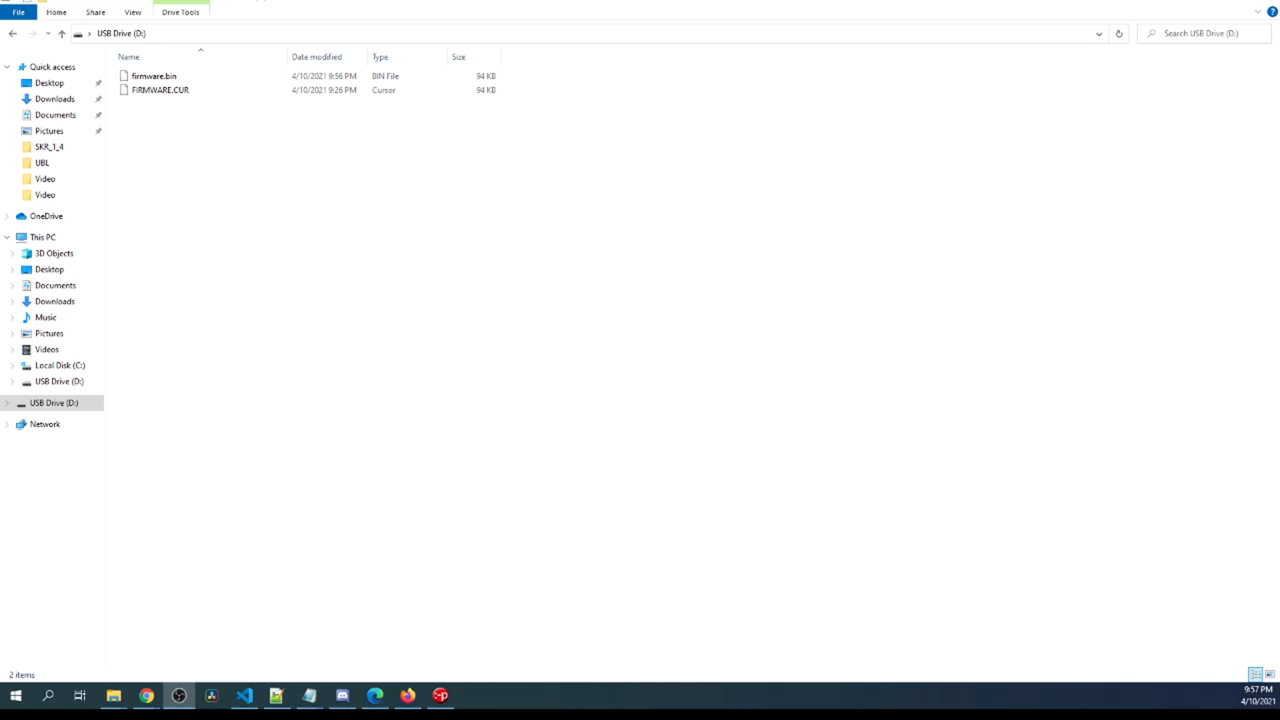 File Home Share View Drive Tools
USB Drive (D:) Search USB Drive (D:)
Name Date modified Type Size
firmware.bin 4/10/2021 9:56 PM BIN File 94 KB
FIRMWARE.CUR 4/10/2021 9:26 PM Cursor 94 KB
Quick access
Desktop
Downloads
Documents
Pictures
SKR_1_4
UBL
Video
Video
OneDrive
This PC
3D Objects
Desktop
Documents
Downloads
Music
Pictures
Videos
Local Disk (C:)
USB Drive (D:)
USB Drive (D:)
Network
2 items
9:57 PM
4/10/2021